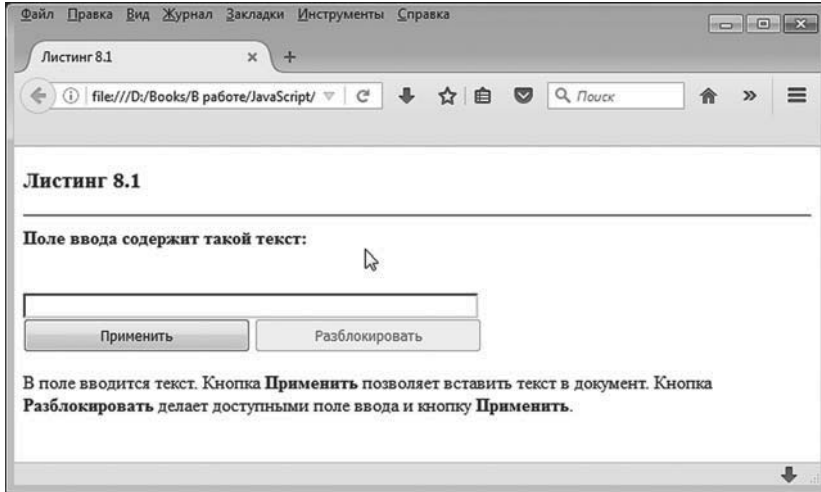 Файл Правка Вид Журнал Закладки Инструменты Справка
Листинг 8.1
file:///D:/Books/В работе/JavaScript/
Поиск
Листинг 8.1
Поле ввода содержит такой текст:
Применить Разблокировать
В поле вводится текст. Кнопка Применить позволяет вставить текст в документ. Кнопка
Разблокировать делает доступными поле ввода и кнопку Применить.